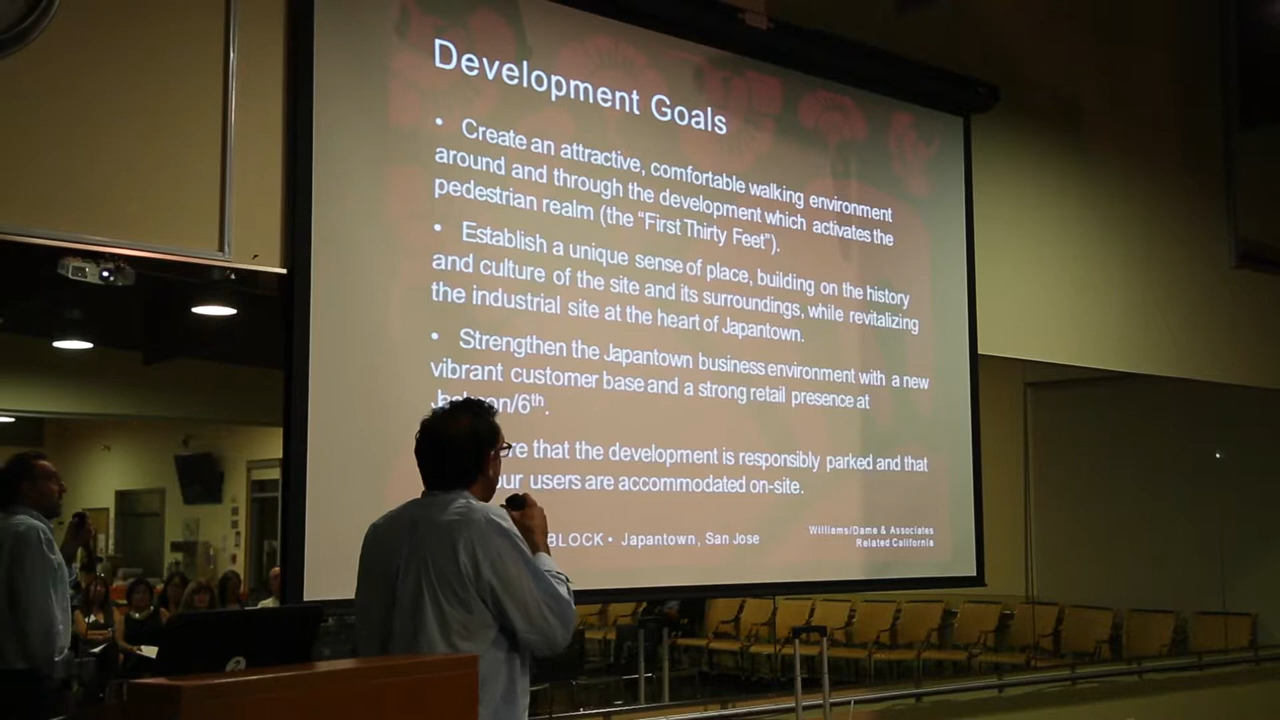 Development Goals
• Create an attractive, comfortable walking environment
around and through the development which activates the
pedestrian realm (the “First Thirty Feet”).
• Establish a unique sense of place, building on the history
and culture of the site and its surroundings, while revitalizing
the industrial site at the heart of Japantown.
• Strengthen the Japantown business environment with a new
vibrant customer base and a strong retail presence at
Jackson/6th.
that the development is responsibly parked and that
users are accommodated on-site.
BLOCK • Japantown, San Jose
Williams/Dame & Associates
Related California